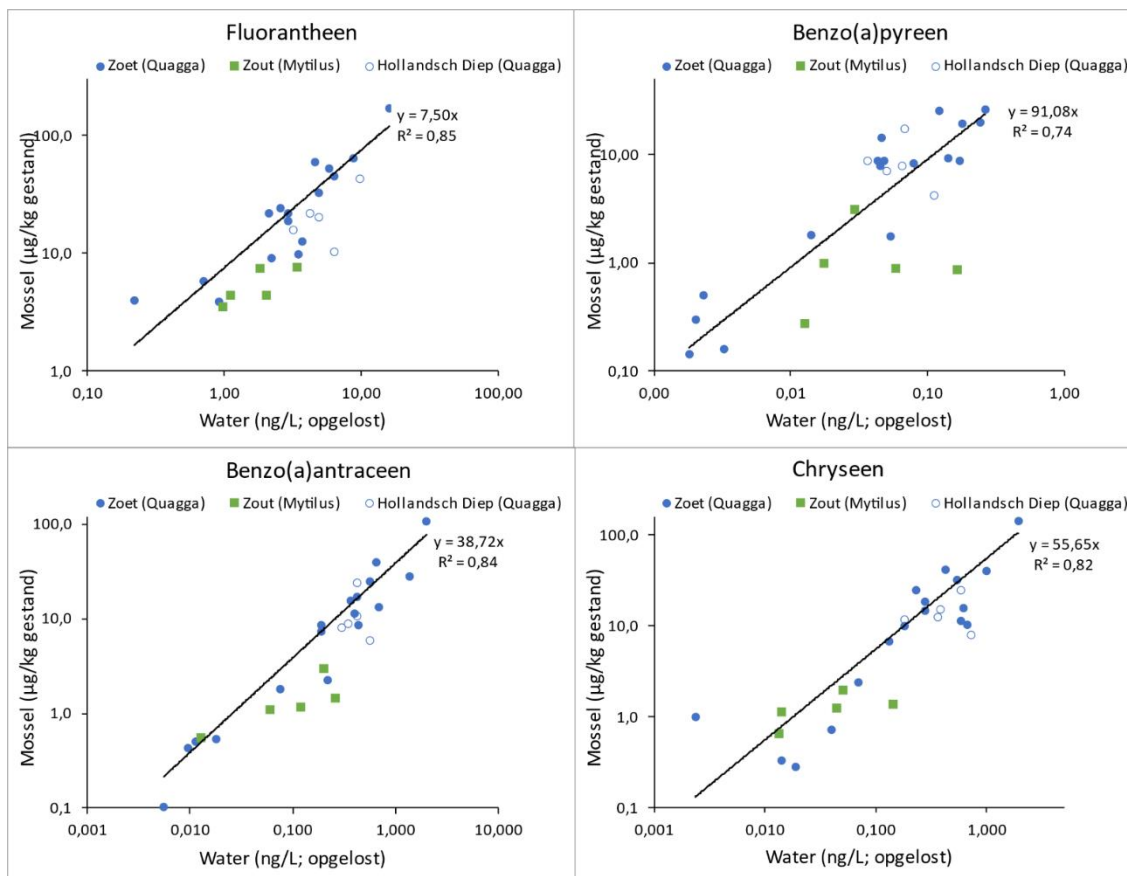 Fluorantheen
Zoet (Quagga) Zout (Mytilus) Hollandsch Diep (Quagga)
100,0
10,0
1,0
y = 7,50x
R² = 0,85
Mossel (µg/kg gestand)
0,10 1,00 10,00 100,00
Water (ng/L; opgelost)
Benzo(a)pyreen
Zoet (Quagga) Zout (Mytilus) Hollandsch Diep (Quagga)
10,00
1,00
0,10
y = 91,08x
R² = 0,74
Mossel (µg/kg gestand)
0,00 0,01 0,10 1,00
Water (ng/L; opgelost)
Benzo(a)antraceen
Zoet (Quagga) Zout (Mytilus) Hollandsch Diep (Quagga)
100,0
10,0
1,0
0,1
y = 38,72x
R² = 0,84
Mossel (µg/kg gestand)
0,001 0,010 0,100 1,000 10,000
Water (ng/L; opgelost)
Chryseen
Zoet (Quagga) Zout (Mytilus) Hollandsch Diep (Quagga)
100,0
10,0
1,0
0,1
y = 55,65x
R² = 0,82
Mossel (µg/kg gestand)
0,001 0,010 0,100 1,000
Water (ng/L; opgelost)